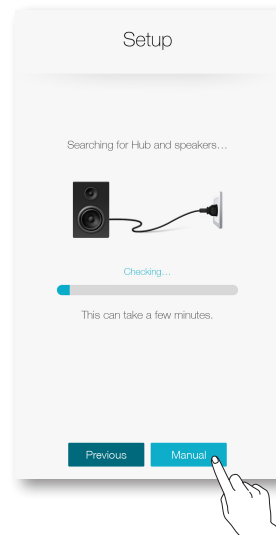 Setup
Searching for Hub and speakers...
Checking...
This can take a few minutes.
Previous
Manual